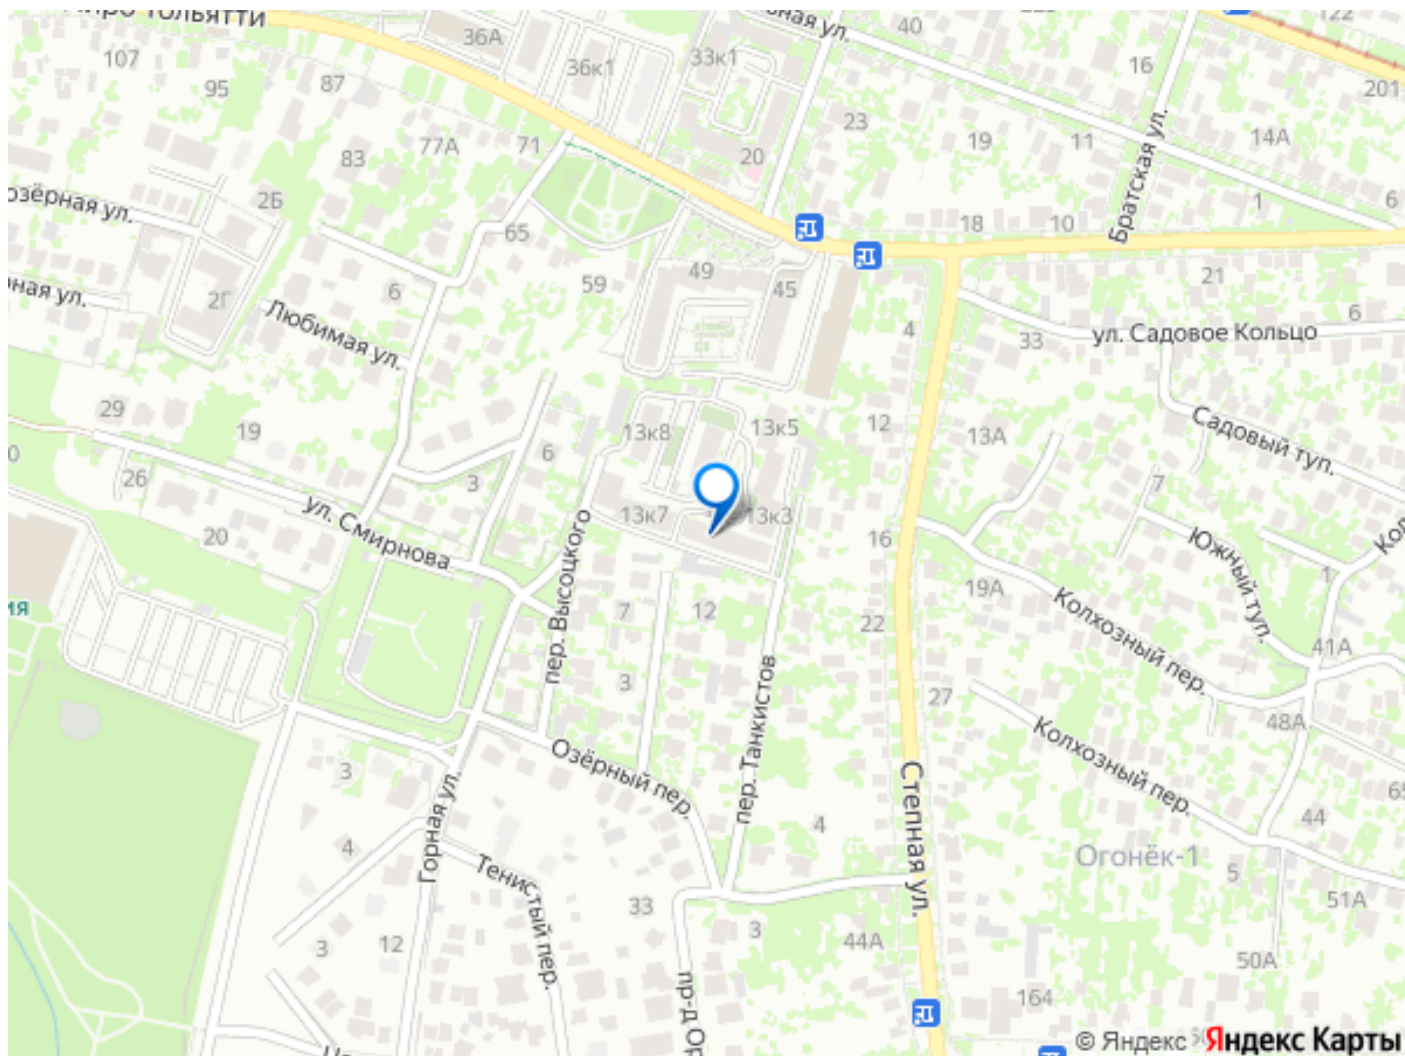 Тольятти
36А
36к1
33к1
40
122
107
95
87
16
201
77А
71
83
20
23
19
11
14А
Братская ул.
озёрная ул.
2Б
65
18
10
1
6
ная ул.
2Г
6
59
49
45
21
Любимая ул.
4
33
ул. Садовое Кольцо
6
29
19
13к8
13к5
12
13А
Садовый туп.
26
6
3
7
20
ул. Смирнова
13к7
13к3
16
Южный туп.
1
пер. Высоцкого
7
12
22
19А
Колхозный пер.
41А
3
27
48А
Озёрный пер.
пер. Танкистов
Степная ул.
Колхозный пер.
3
Горная ул.
4
4
44
Огонёк-1
5
51А
Тенистый пер.
33
3
12
3
44А
50А
пр-д Ор
164
© Яндекс Яндекс Карты